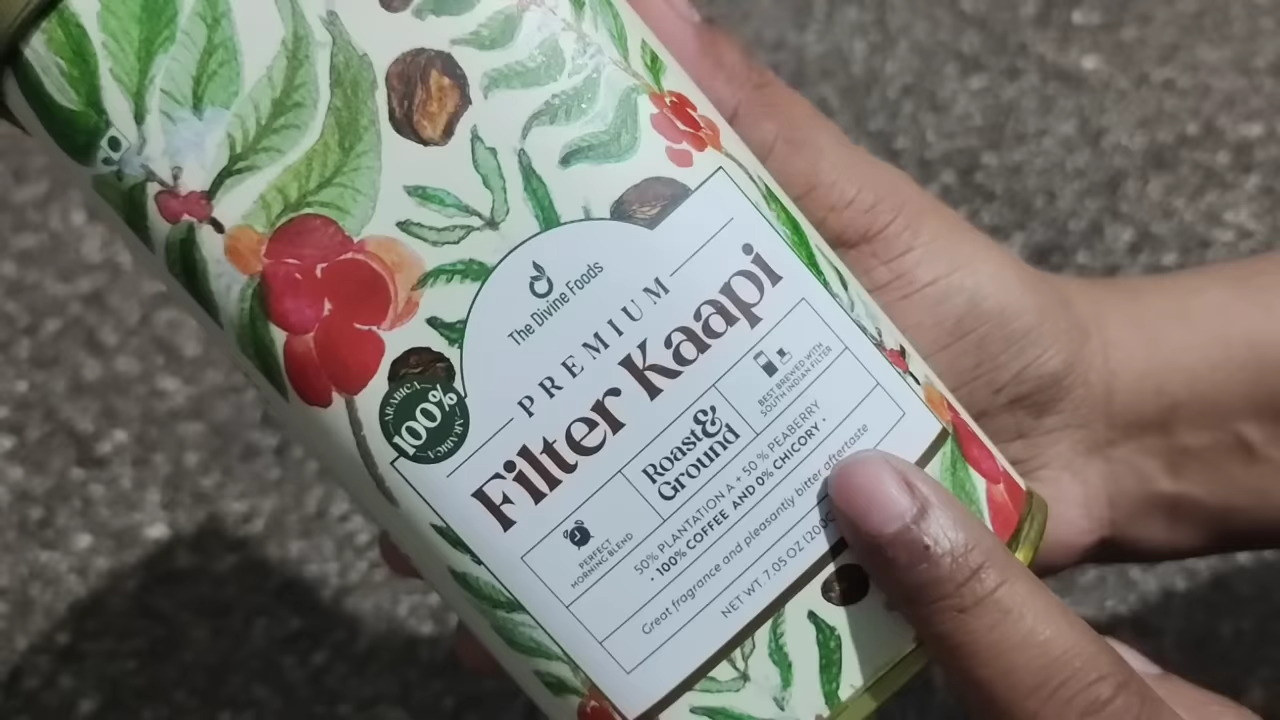 The Divine Foods
PREMIUM
Filter Kaapi
ARABICA
100%
ARABICA
PERFECT
MORNING BLEND
Roast&
Ground
BEST BREWED WITH
SOUTH INDIAN FILTER
50% PLANTATION A + 50 % PEABERRY
• 100% COFFEE AND 0% CHICORY •
Great fragrance and pleasantly bitter aftertaste
NET WT. 7.05 OZ (200G